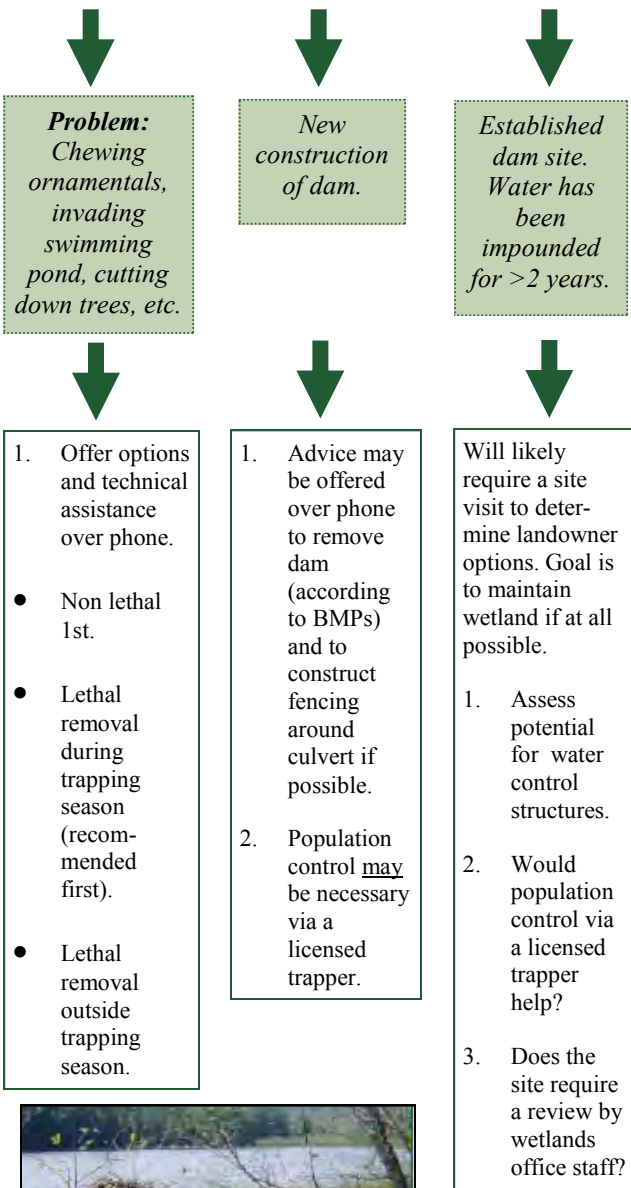 Problem:
Chewing
ornamentals,
invading
swimming
pond, cutting
down trees, etc.
New
construction
of dam.
Established
dam site.
Water has
been
impounded
for >2 years.
1. Offer options
and technical
assistance
over phone.
• Non lethal
1st.
• Lethal
removal
during
trapping
season
(recom-
mended
first).
• Lethal
removal
outside
trapping
season.
1. Advice may
be offered
over phone
to remove
dam
(according
to BMPs)
and to
construct
fencing
around
culvert if
possible.
2. Population
control may
be necessary
via a
licensed
trapper.
Will likely
require a site
visit to deter-
mine landowner
options. Goal is
to maintain
wetland if at all
possible.
1. Assess
potential
for water
control
structures.
2. Would
population
control via
a licensed
trapper
help?
3. Does the
site require
a review by
wetlands
office staff?